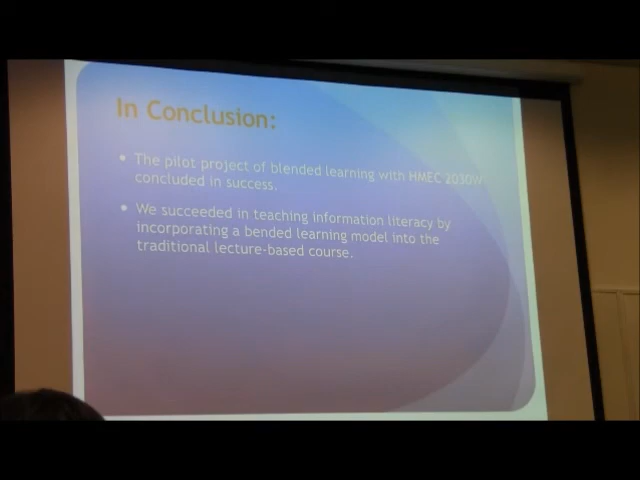 In Conclusion:
• The pilot project of blended learning with HMEC 2030W
concluded in success.
• We succeeded in teaching information literacy by
incorporating a bended learning model into the
traditional lecture-based course.